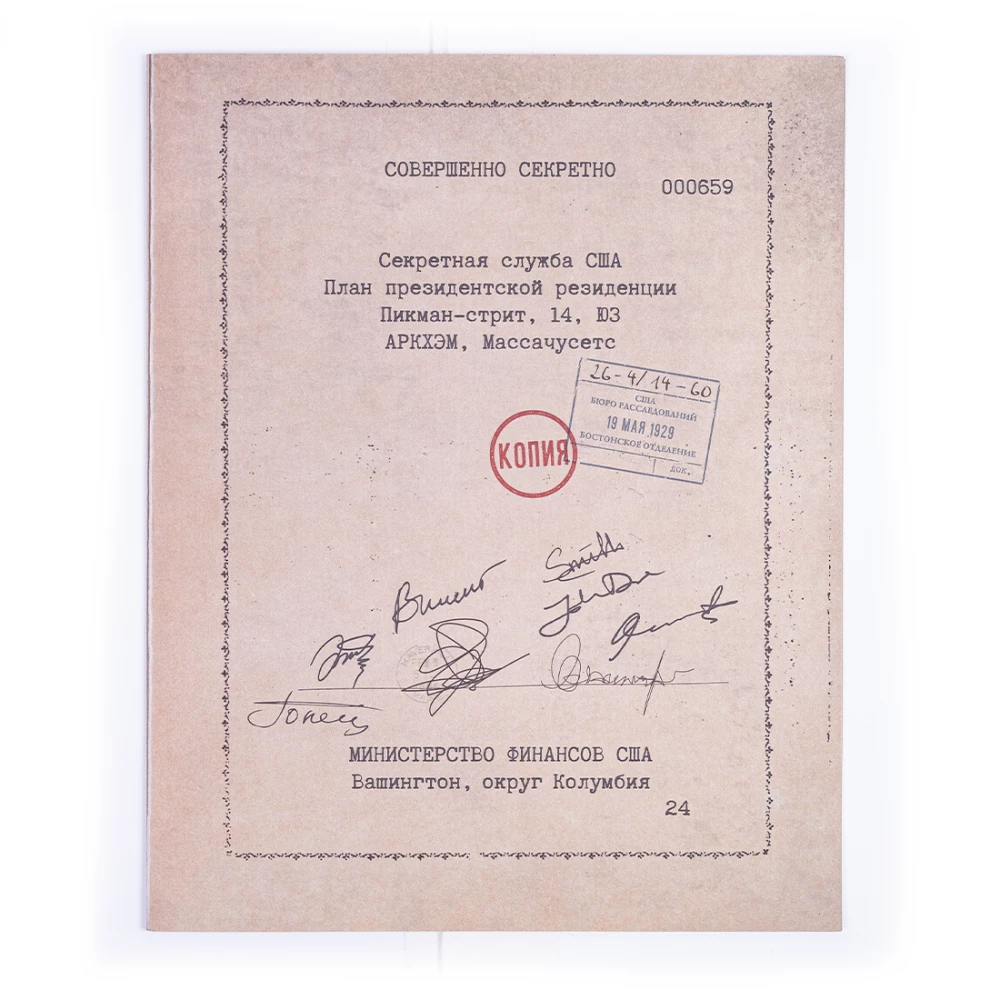 СОВЕРШЕННО СЕКРЕТНО
000659
Секретная служба США
План президентской резиденции
Пикман-стрит, 14, ЮЗ
АРКХЭМ, Массачусетс
26-4/14-60
США
БЮРО РАССЛЕДОВАНИЙ
19 МАЯ 1929
БОСТОНСКОЕ ОТДЕЛЕНИЕ
ДОК.
КОПИЯ
Smith
МИНИСТЕРСТВО ФИНАНСОВ США
Вашингтон, округ Колумбия
24